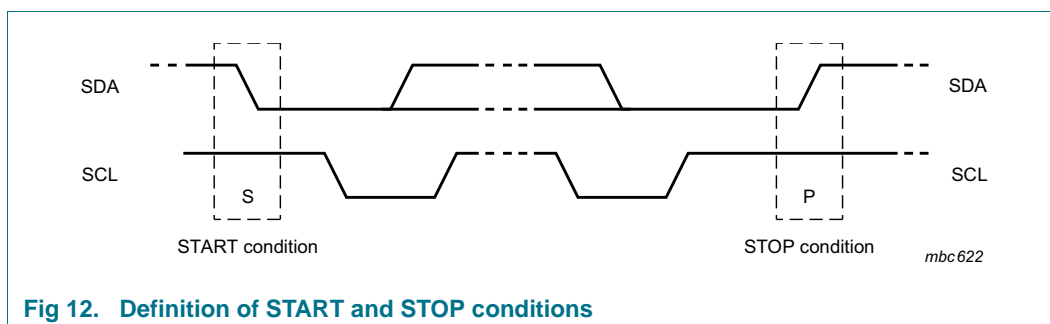 SDA SDA
SCL SCL
S P
START condition STOP condition
mbc622
Fig 12. Definition of START and STOP conditions